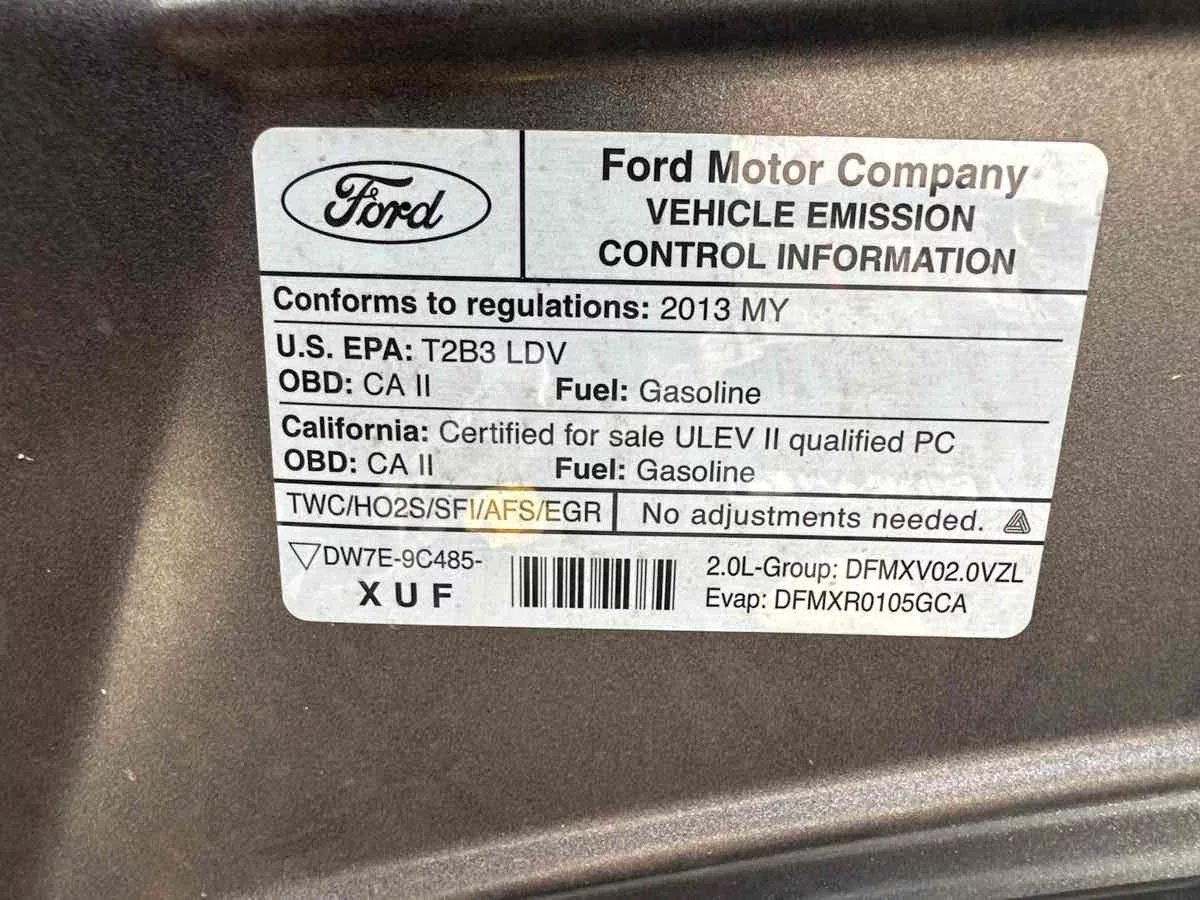 Ford
Ford Motor Company
VEHICLE EMISSION
CONTROL INFORMATION
Conforms to regulations: 2013 MY
U.S. EPA: T2B3 LDV
OBD: CA II Fuel: Gasoline
California: Certified for sale ULEV II qualified PC
OBD: CA II Fuel: Gasoline
TWC/HO2S/SFI/AFS/EGR No adjustments needed.
DW7E-9C485-
X U F
2.0L-Group: DFMXV02.0VZL
Evap: DFMXR0105GCA